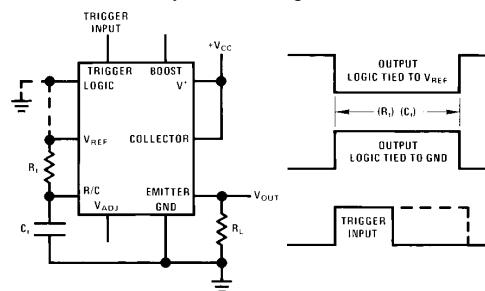 TRIGGER
INPUT
TRIGGER
LOGIC
BOOST
V+
+VCC
VREF
COLLECTOR
Rt
R/C
EMITTER
VOUT
VADJ
GND
Ct
RL
OUTPUT
LOGIC TIED TO VREF
(Rt) (Ct)
OUTPUT
LOGIC TIED TO GND
TRIGGER
INPUT